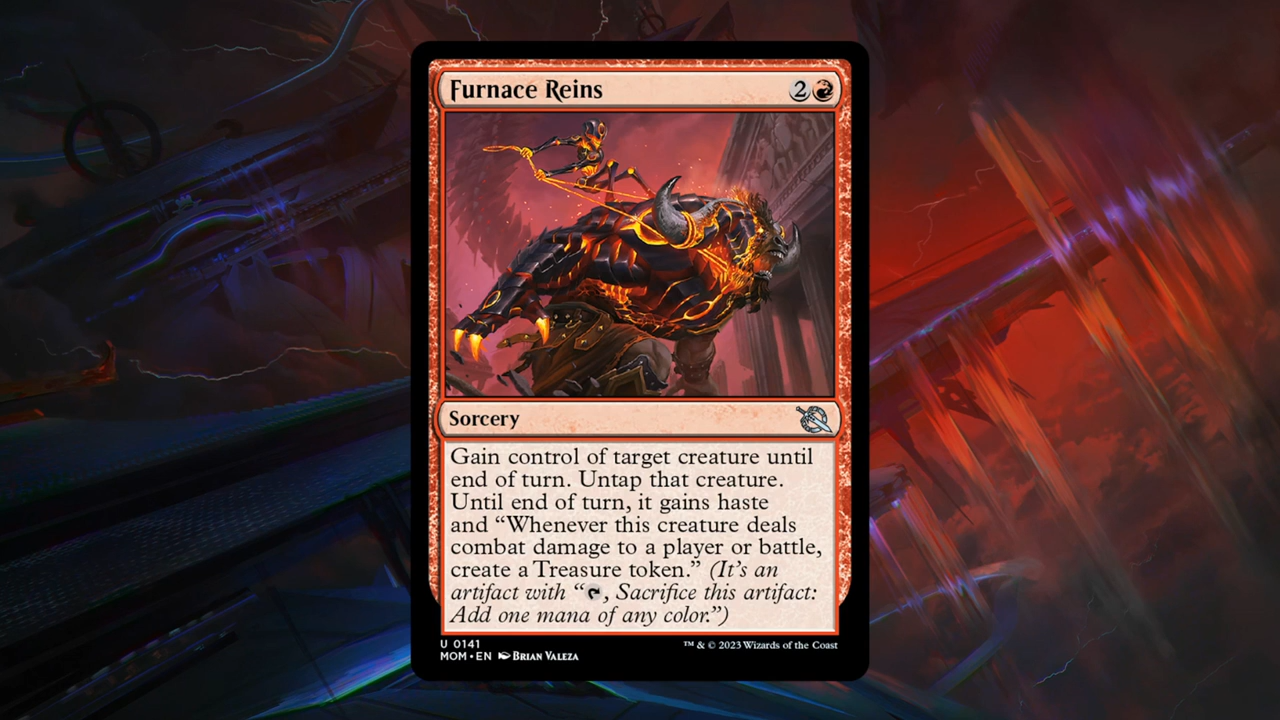 Furnace Reins 2
Sorcery
Gain control of target creature until
end of turn. Untap that creature.
Until end of turn, it gains haste
and “Whenever this creature deals
combat damage to a player or battle,
create a Treasure token.” (It’s an
artifact with “, Sacrifice this artifact:
Add one mana of any color.”)
U 0141
MOM • EN BRIAN VALEZA
™ & © 2023 Wizards of the Coast